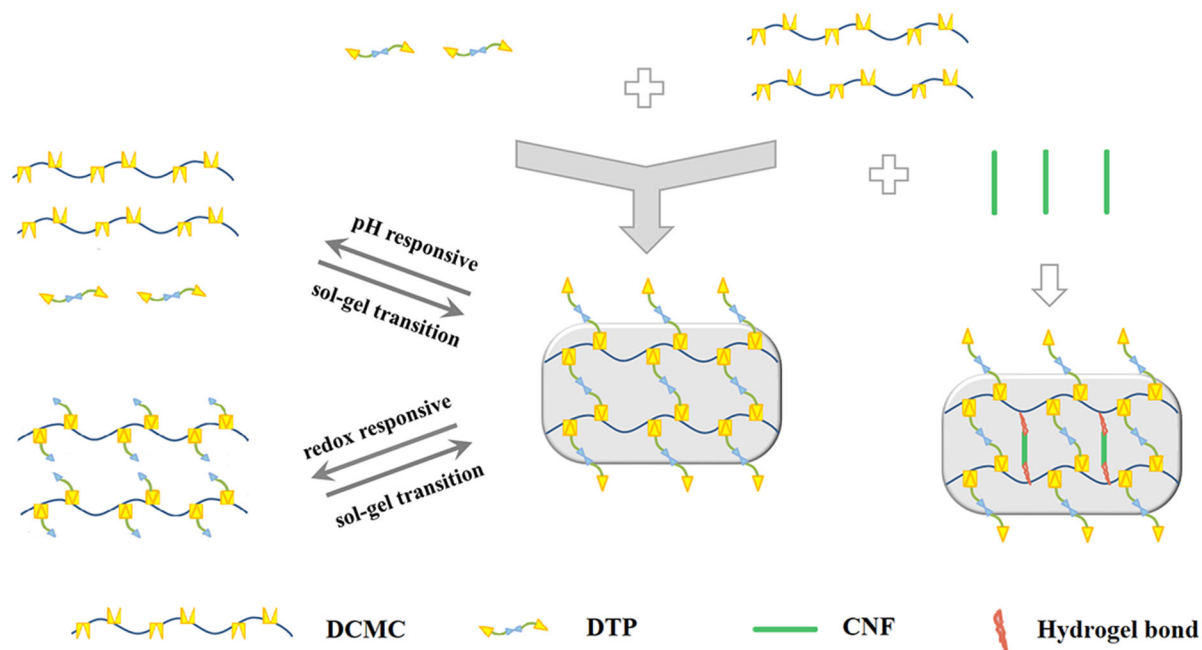 pH responsive
sol-gel transition
redox responsive
sol-gel transition
DCMC
DTP
CNF
Hydrogel bond